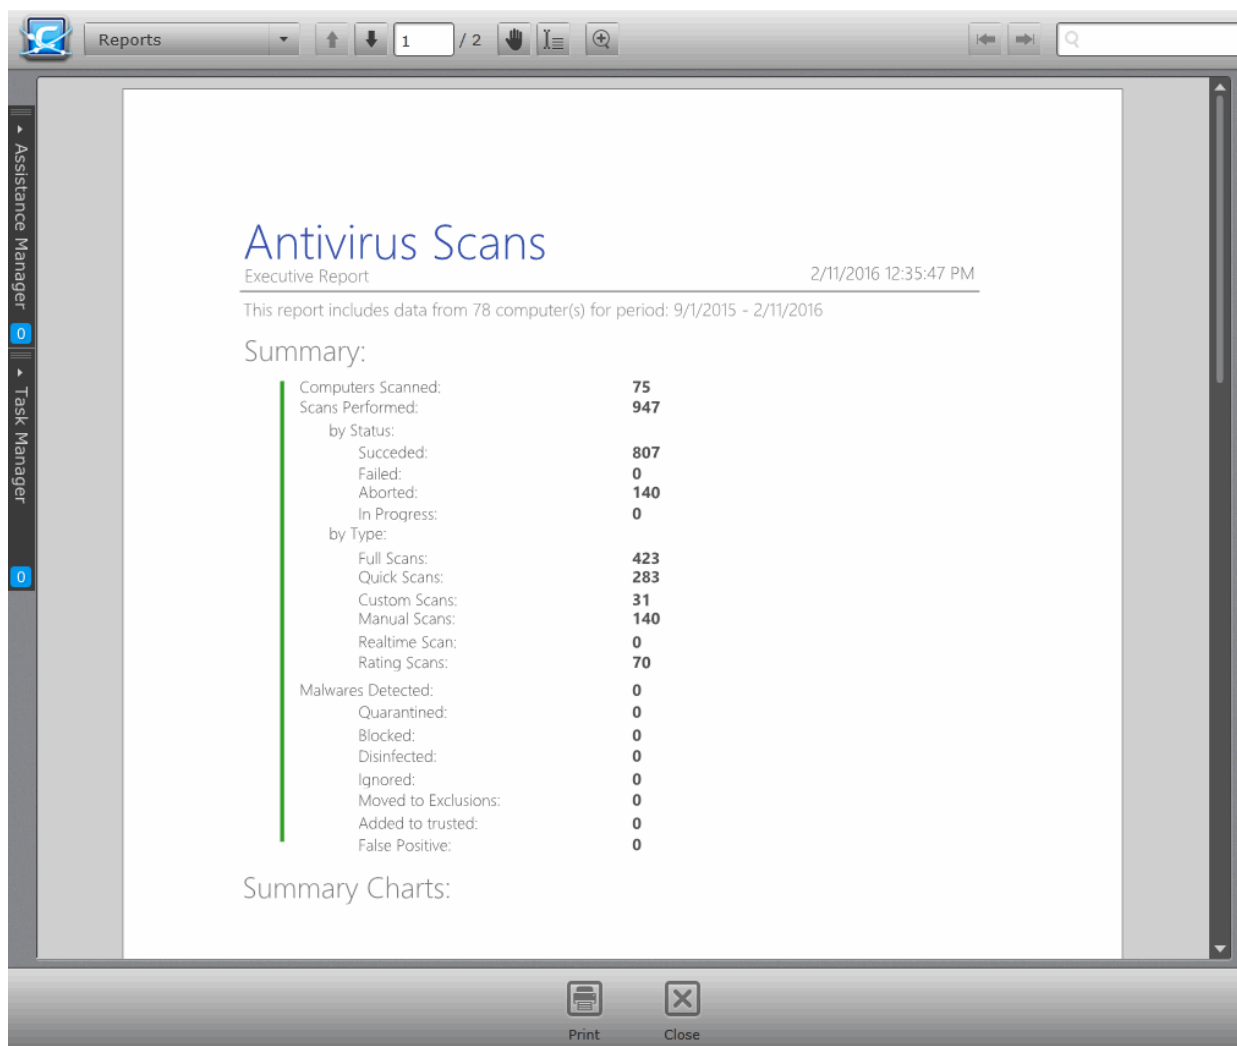 Reports
1 / 2
Assistance Manager
0
Task Manager
0
Antivirus Scans
Executive Report 2/11/2016 12:35:47 PM
This report includes data from 78 computer(s) for period: 9/1/2015 - 2/11/2016
Summary:
Computers Scanned: 75
Scans Performed: 947
by Status:
Succeded: 807
Failed: 0
Aborted: 140
In Progress: 0
by Type:
Full Scans: 423
Quick Scans: 283
Custom Scans: 31
Manual Scans: 140
Realtime Scan: 0
Rating Scans: 70
Malwares Detected: 0
Quarantined: 0
Blocked: 0
Disinfected: 0
Ignored: 0
Moved to Exclusions: 0
Added to trusted: 0
False Positive: 0
Summary Charts:
Print Close